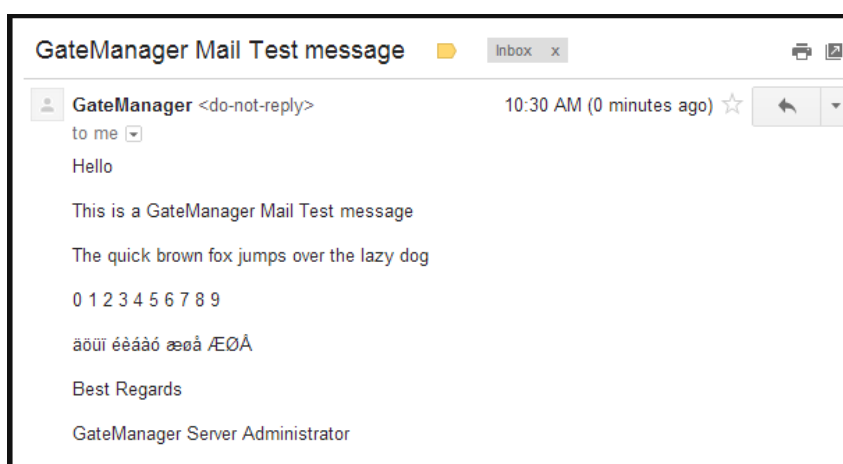 GateManager Mail Test message Inbox x
GateManager <do-not-reply> 10:30 AM (0 minutes ago)
to me
Hello
This is a GateManager Mail Test message
The quick brown fox jumps over the lazy dog
0 1 2 3 4 5 6 7 8 9
äöüï éèáàó æøå ÆØÅ
Best Regards
GateManager Server Administrator